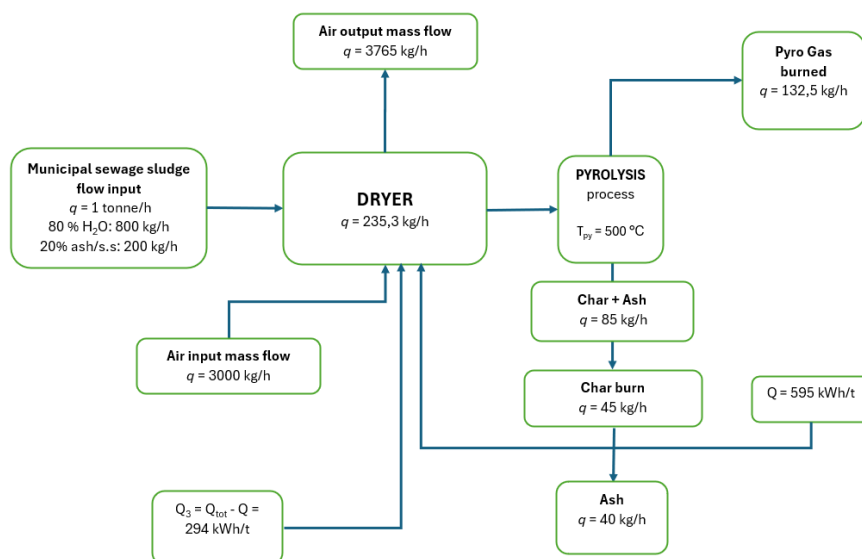 Air output mass flow
q = 3765 kg/h
Pyro Gas
burned
q = 132,5 kg/h
Municipal sewage sludge
flow input
q = 1 tonne/h
80 % H₂O: 800 kg/h
20% ash/s.s: 200 kg/h
DRYER
q = 235,3 kg/h
PYROLYSIS
process
Tpy = 500 ºC
Char + Ash
q = 85 kg/h
Air input mass flow
q = 3000 kg/h
Char burn
q = 45 kg/h
Q = 595 kWh/t
Q₃ = Qtot - Q =
294 kWh/t
Ash
q = 40 kg/h